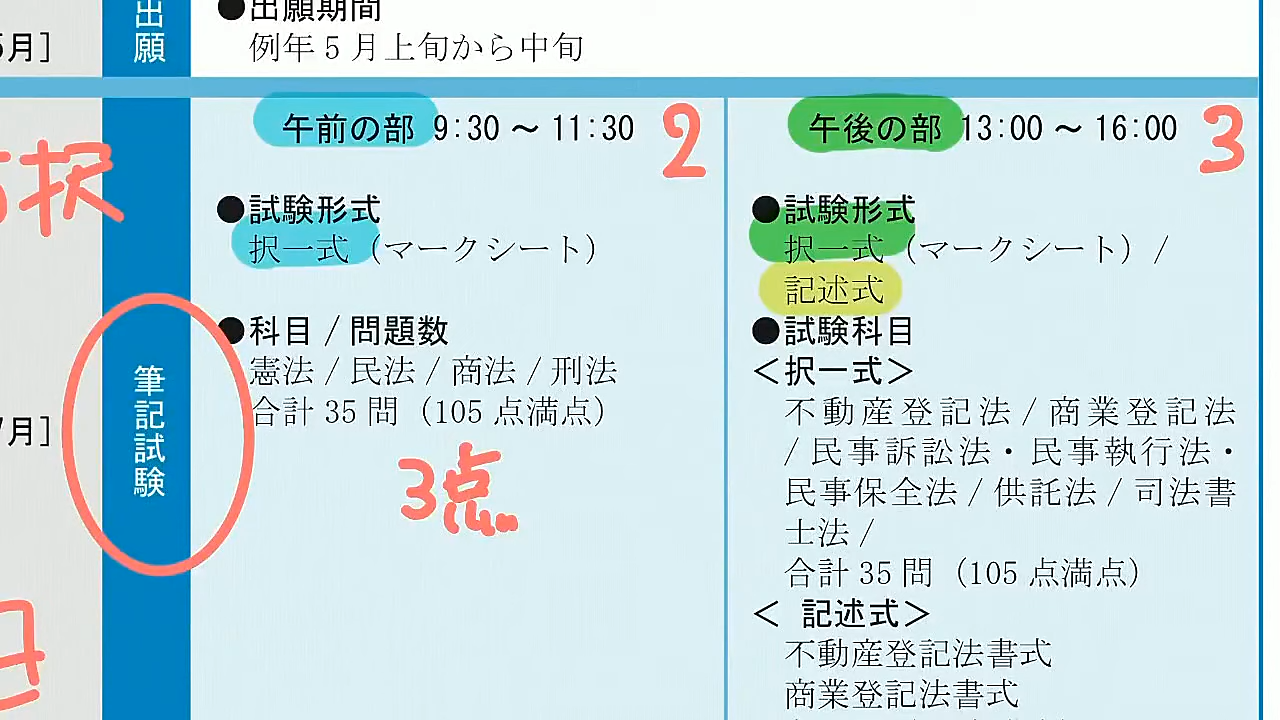 出願
●出願期間
例年5月上旬から中旬
5月]
午前の部 9:30 ～ 11:30
2
●試験形式
択一式（マークシート）
●科目 / 問題数
憲法 / 民法 / 商法 / 刑法
合計 35 問（105 点満点）
3点
午後の部 13:00 ～ 16:00
3
●試験形式
択一式（マークシート）/
記述式
●試験科目
＜択一式＞
不動産登記法 / 商業登記法
/ 民事訴訟法・民事執行法・
民事保全法 / 供託法 / 司法書
士法 /
合計 35 問（105 点満点）
＜ 記述式＞
不動産登記法書式
商業登記法書式
筆記試験
月]
択